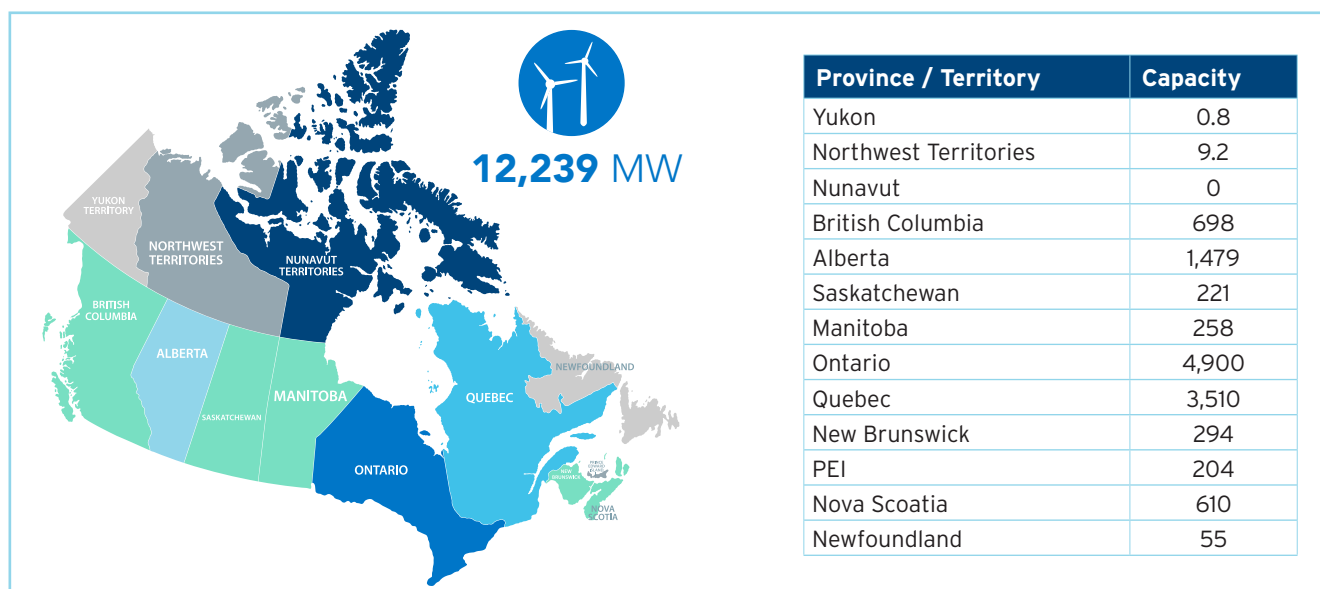 12,239 MW
YUKON
TERRITORY
NORTHWEST
TERRITORIES
NUNAVUT
TERRITORIES
BRITISH
COLUMBIA
ALBERTA
SASKATCHEWAN
MANITOBA
ONTARIO
QUEBEC
NEWFOUNDLAND
PRINCE
EDWARD
ISLAND
NEW
BRUNSWICK
NOVA
SCOTIA
Province / Territory Capacity
Yukon 0.8
Northwest Territories 9.2
Nunavut 0
British Columbia 698
Alberta 1,479
Saskatchewan 221
Manitoba 258
Ontario 4,900
Quebec 3,510
New Brunswick 294
PEI 204
Nova Scoatia 610
Newfoundland 55